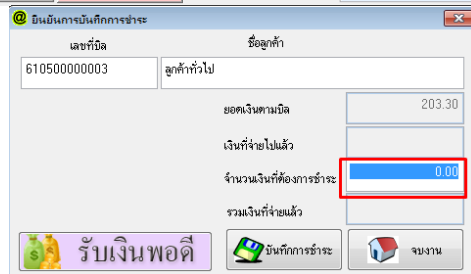 ยืนยันการบันทึกการชำระ
เลขที่บิล ชื่อลูกค้า
610500000003 ลูกค้าทั่วไป
ยอดเงินตามบิล 203.30
เงินที่จ่ายไปแล้ว
จำนวนเงินที่ต้องการชำระ 0.00
รวมเงินที่จ่ายแล้ว
รับเงินพอดี บันทึกการชำระ จบงาน